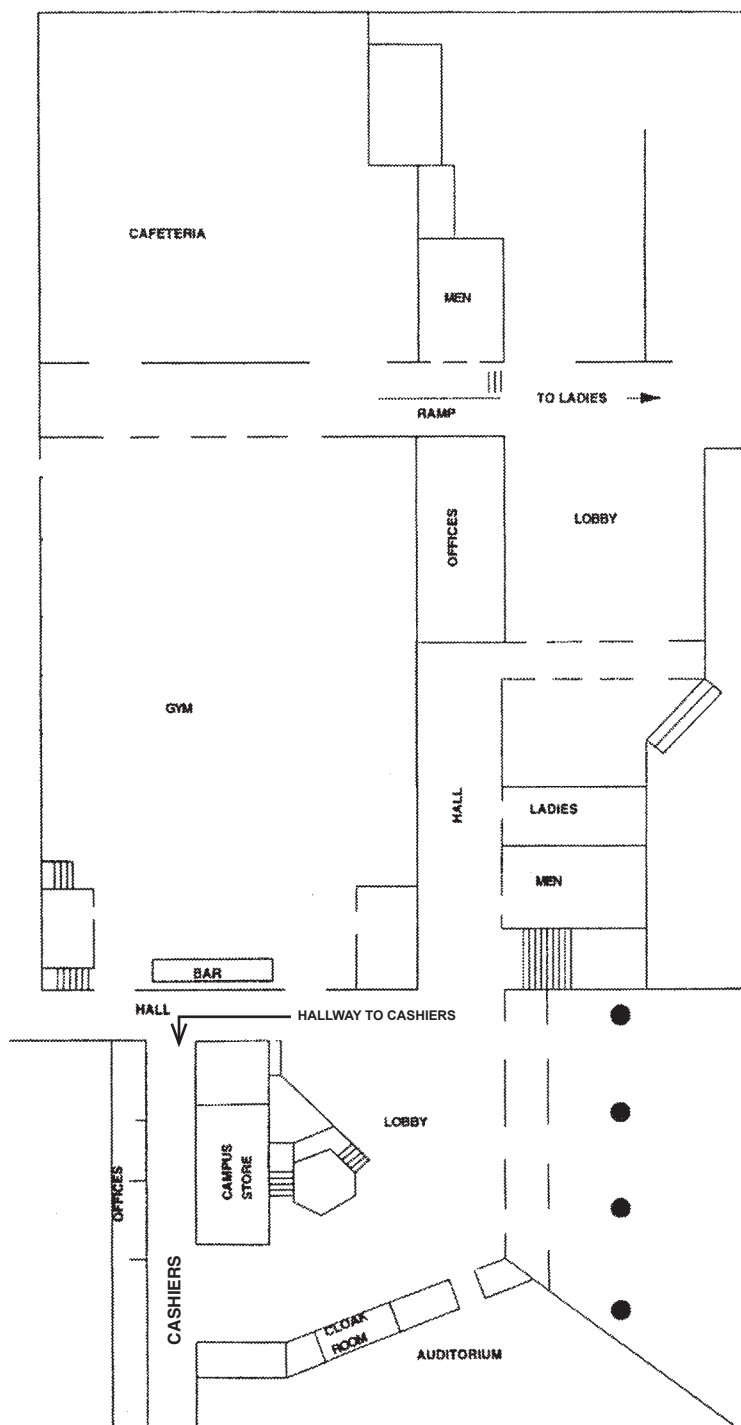 CAFETERIA
MEN
TO LADIES
RAMP
OFFICES
LOBBY
GYM
HALL
LADIES
MEN
BAR
HALL
HALLWAY TO CASHIERS
LOBBY
OFFICES
CAMPUS
STORE
CASHIERS
CLOAK
ROOM
AUDITORIUM